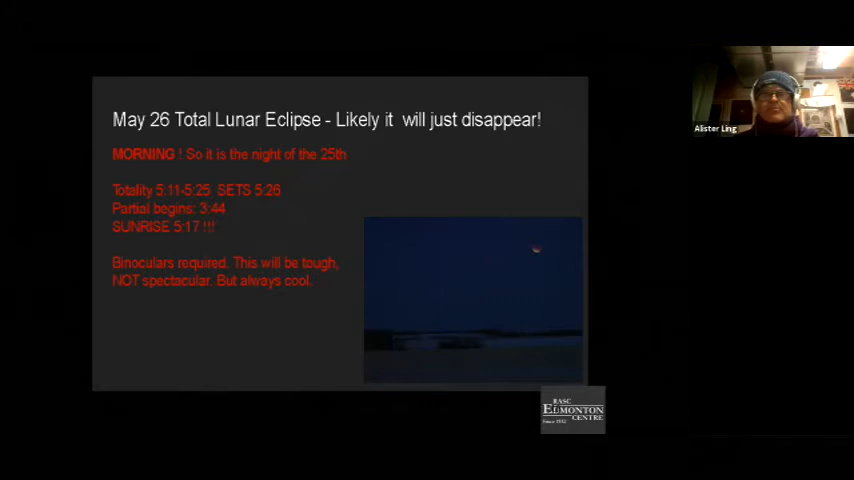 May 26 Total Lunar Eclipse - Likely it will just disappear!
MORNING ! So it is the night of the 25th
Totality 5:11-5:25 SETS 5:26
Partial begins: 3:44
SUNRISE 5:17 !!!
Binoculars required. This will be tough,
NOT spectacular. But always cool.
Alister Ling
RASC
EDMONTON
CENTRE
Since 1932